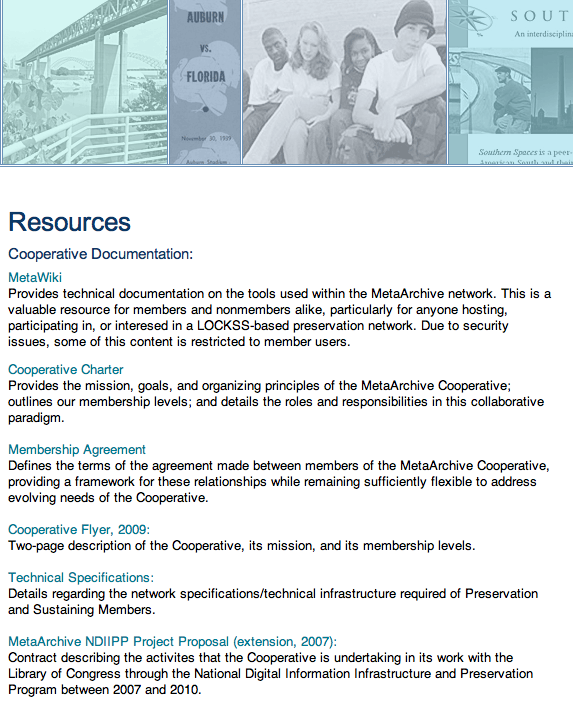 AUBURN
VS.
FLORIDA
November 30, 1939
Auburn Stadium
SOUT
An interdisciplin
Southern Spaces is a peer-
American South and their
Resources
Cooperative Documentation:
MetaWiki
Provides technical documentation on the tools used within the MetaArchive network. This is a
valuable resource for members and nonmembers alike, particularly for anyone hosting,
participating in, or interesed in a LOCKSS-based preservation network. Due to security
issues, some of this content is restricted to member users.
Cooperative Charter
Provides the mission, goals, and organizing principles of the MetaArchive Cooperative;
outlines our membership levels; and details the roles and responsibilities in this collaborative
paradigm.
Membership Agreement
Defines the terms of the agreement made between members of the MetaArchive Cooperative,
providing a framework for these relationships while remaining sufficiently flexible to address
evolving needs of the Cooperative.
Cooperative Flyer, 2009:
Two-page description of the Cooperative, its mission, and its membership levels.
Technical Specifications:
Details regarding the network specifications/technical infrastructure required of Preservation
and Sustaining Members.
MetaArchive NDIIPP Project Proposal (extension, 2007):
Contract describing the activites that the Cooperative is undertaking in its work with the
Library of Congress through the National Digital Information Infrastructure and Preservation
Program between 2007 and 2010.